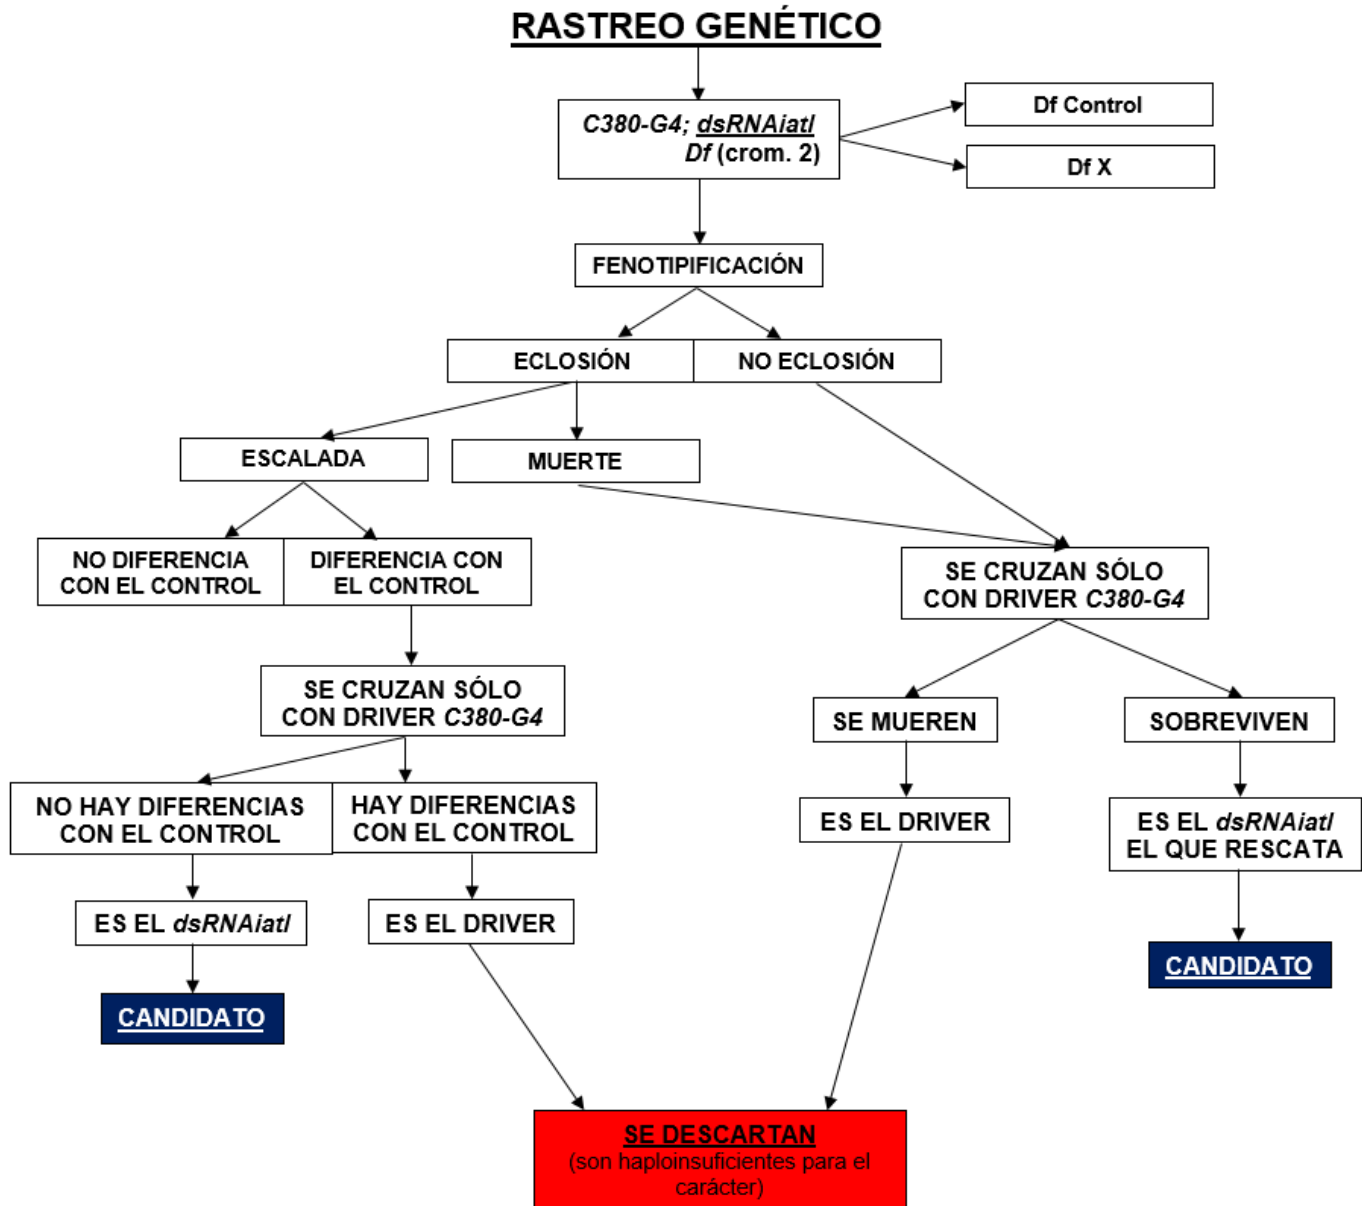 RASTREO GENÉTICO
C380-G4; dsRNAiatl
Df (crom. 2)
Df Control
Df X
FENOTIPIFICACIÓN
ECLOSIÓN
NO ECLOSIÓN
ESCALADA
MUERTE
NO DIFERENCIA
CON EL CONTROL
DIFERENCIA CON
EL CONTROL
SE CRUZAN SÓLO
CON DRIVER C380-G4
SE CRUZAN SÓLO
CON DRIVER C380-G4
SE MUEREN
SOBREVIVEN
NO HAY DIFERENCIAS
CON EL CONTROL
HAY DIFERENCIAS
CON EL CONTROL
ES EL DRIVER
ES EL dsRNAiatl
EL QUE RESCATA
ES EL dsRNAiatl
ES EL DRIVER
CANDIDATO
CANDIDATO
SE DESCARTAN
(son haploinsuficientes para el
carácter)